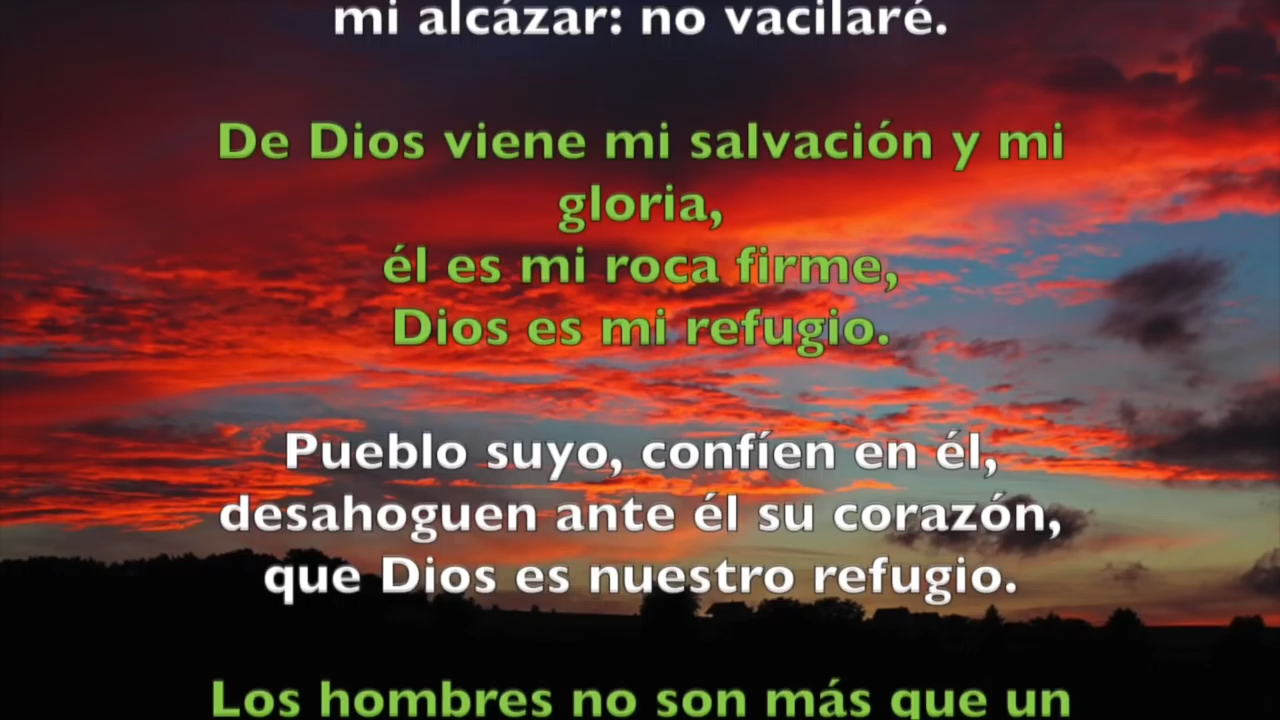 mi alcázar: no vacilaré.
De Dios viene mi salvación y mi
gloria,
él es mi roca firme,
Dios es mi refugio.
Pueblo suyo, confíen en él,
desahoguen ante él su corazón,
que Dios es nuestro refugio.
Los hombres no son más que un